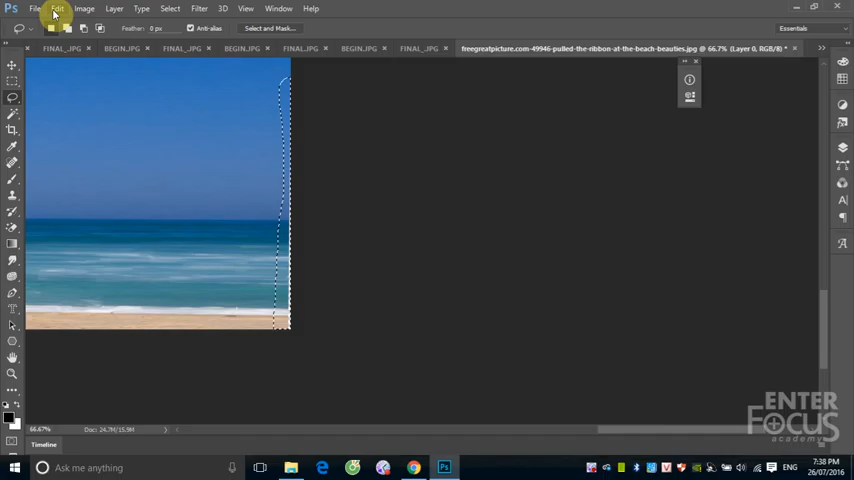 Ps File Edit Image Layer Type Select Filter 3D View Window Help
Feather: 0 px Anti-alias Select and Mask... Essentials
FINAL_.JPG × BEGIN.JPG × FINAL_.JPG × BEGIN.JPG × FINAL.JPG × BEGIN.JPG × FINAL_.JPG × freegreatpicture.com-49946-pulled-the-ribbon-at-the-beach-beauties.jpg @ 66.7% (Layer 0, RGB/8) * ×
66.67% Doc: 24.7M/15.9M
Timeline
ENTER
FOCUS
academy
Ask me anything
Ps
ENG
7:38 PM
26/07/2016